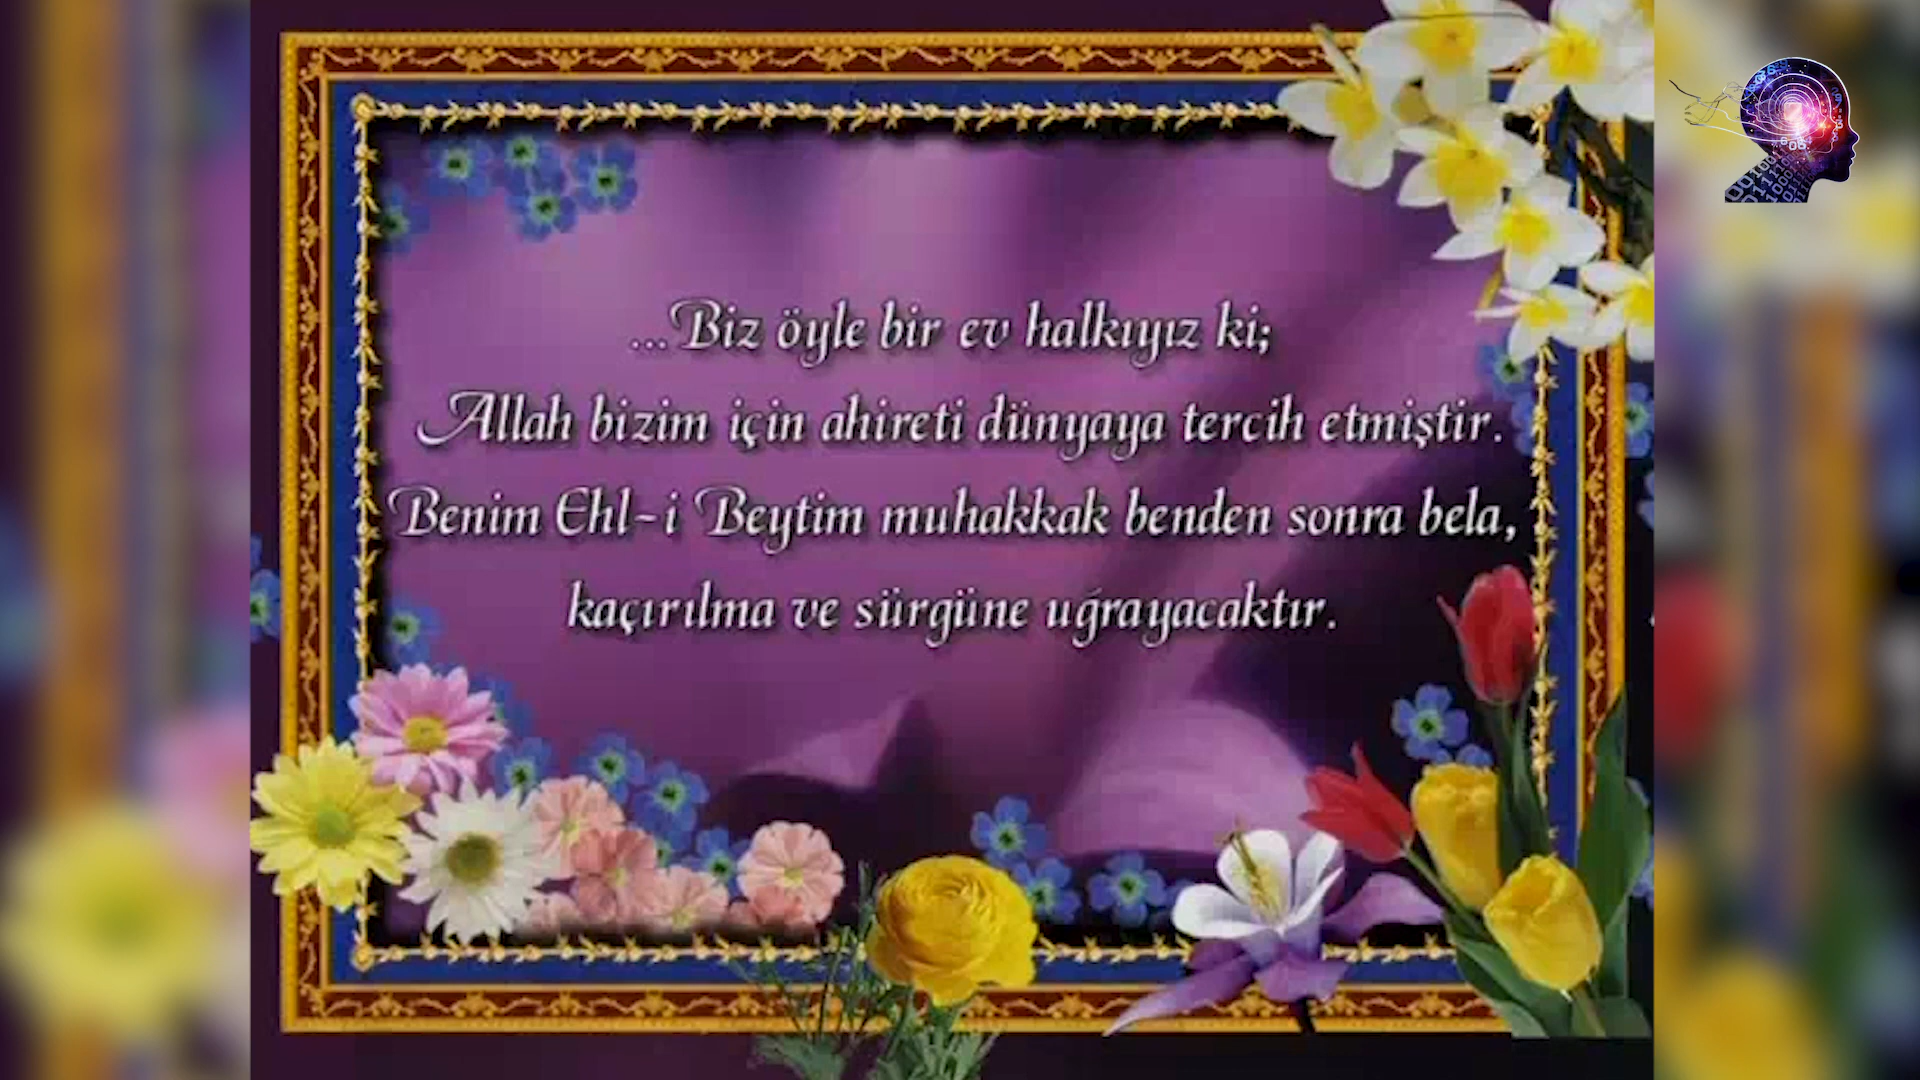 ...Biz öyle bir ev halkıyız ki;
Allah bizim için ahireti dünyaya tercih etmiştir.
Benim Ehl-i Beytim muhakkak benden sonra bela,
kaçırılma ve sürgüne uğrayacaktır.